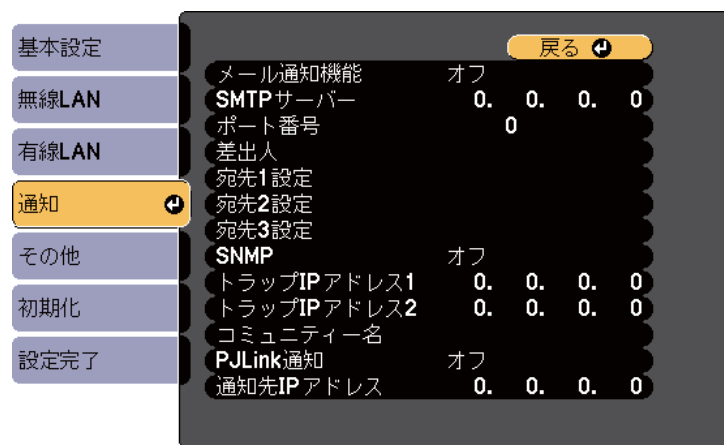 基本設定
無線LAN
有線LAN
通知
その他
初期化
設定完了
戻る
メール通知機能 オフ
SMTPサーバー 0. 0. 0. 0
ポート番号 0
差出人
宛先1設定
宛先2設定
宛先3設定
SNMP オフ
トラップIPアドレス1 0. 0. 0. 0
トラップIPアドレス2 0. 0. 0. 0
コミュニティー名
PJLink通知 オフ
通知先IPアドレス 0. 0. 0. 0